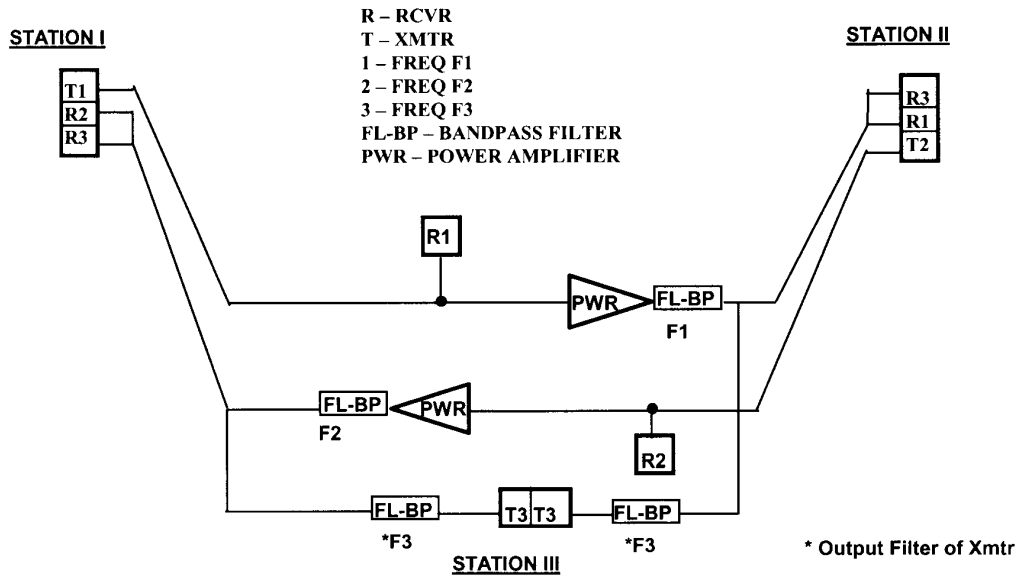 R – RCVR
T – XMTR
1 – FREQ F1
2 – FREQ F2
3 – FREQ F3
FL-BP – BANDPASS FILTER
PWR – POWER AMPLIFIER
STATION I
T1
R2
R3
STATION II
R3
R1
T2
R1
PWR
FL-BP
F1
FL-BP
PWR
F2
R2
FL-BP
T3 T3
FL-BP
*F3
*F3
STATION III
* Output Filter of Xmtr